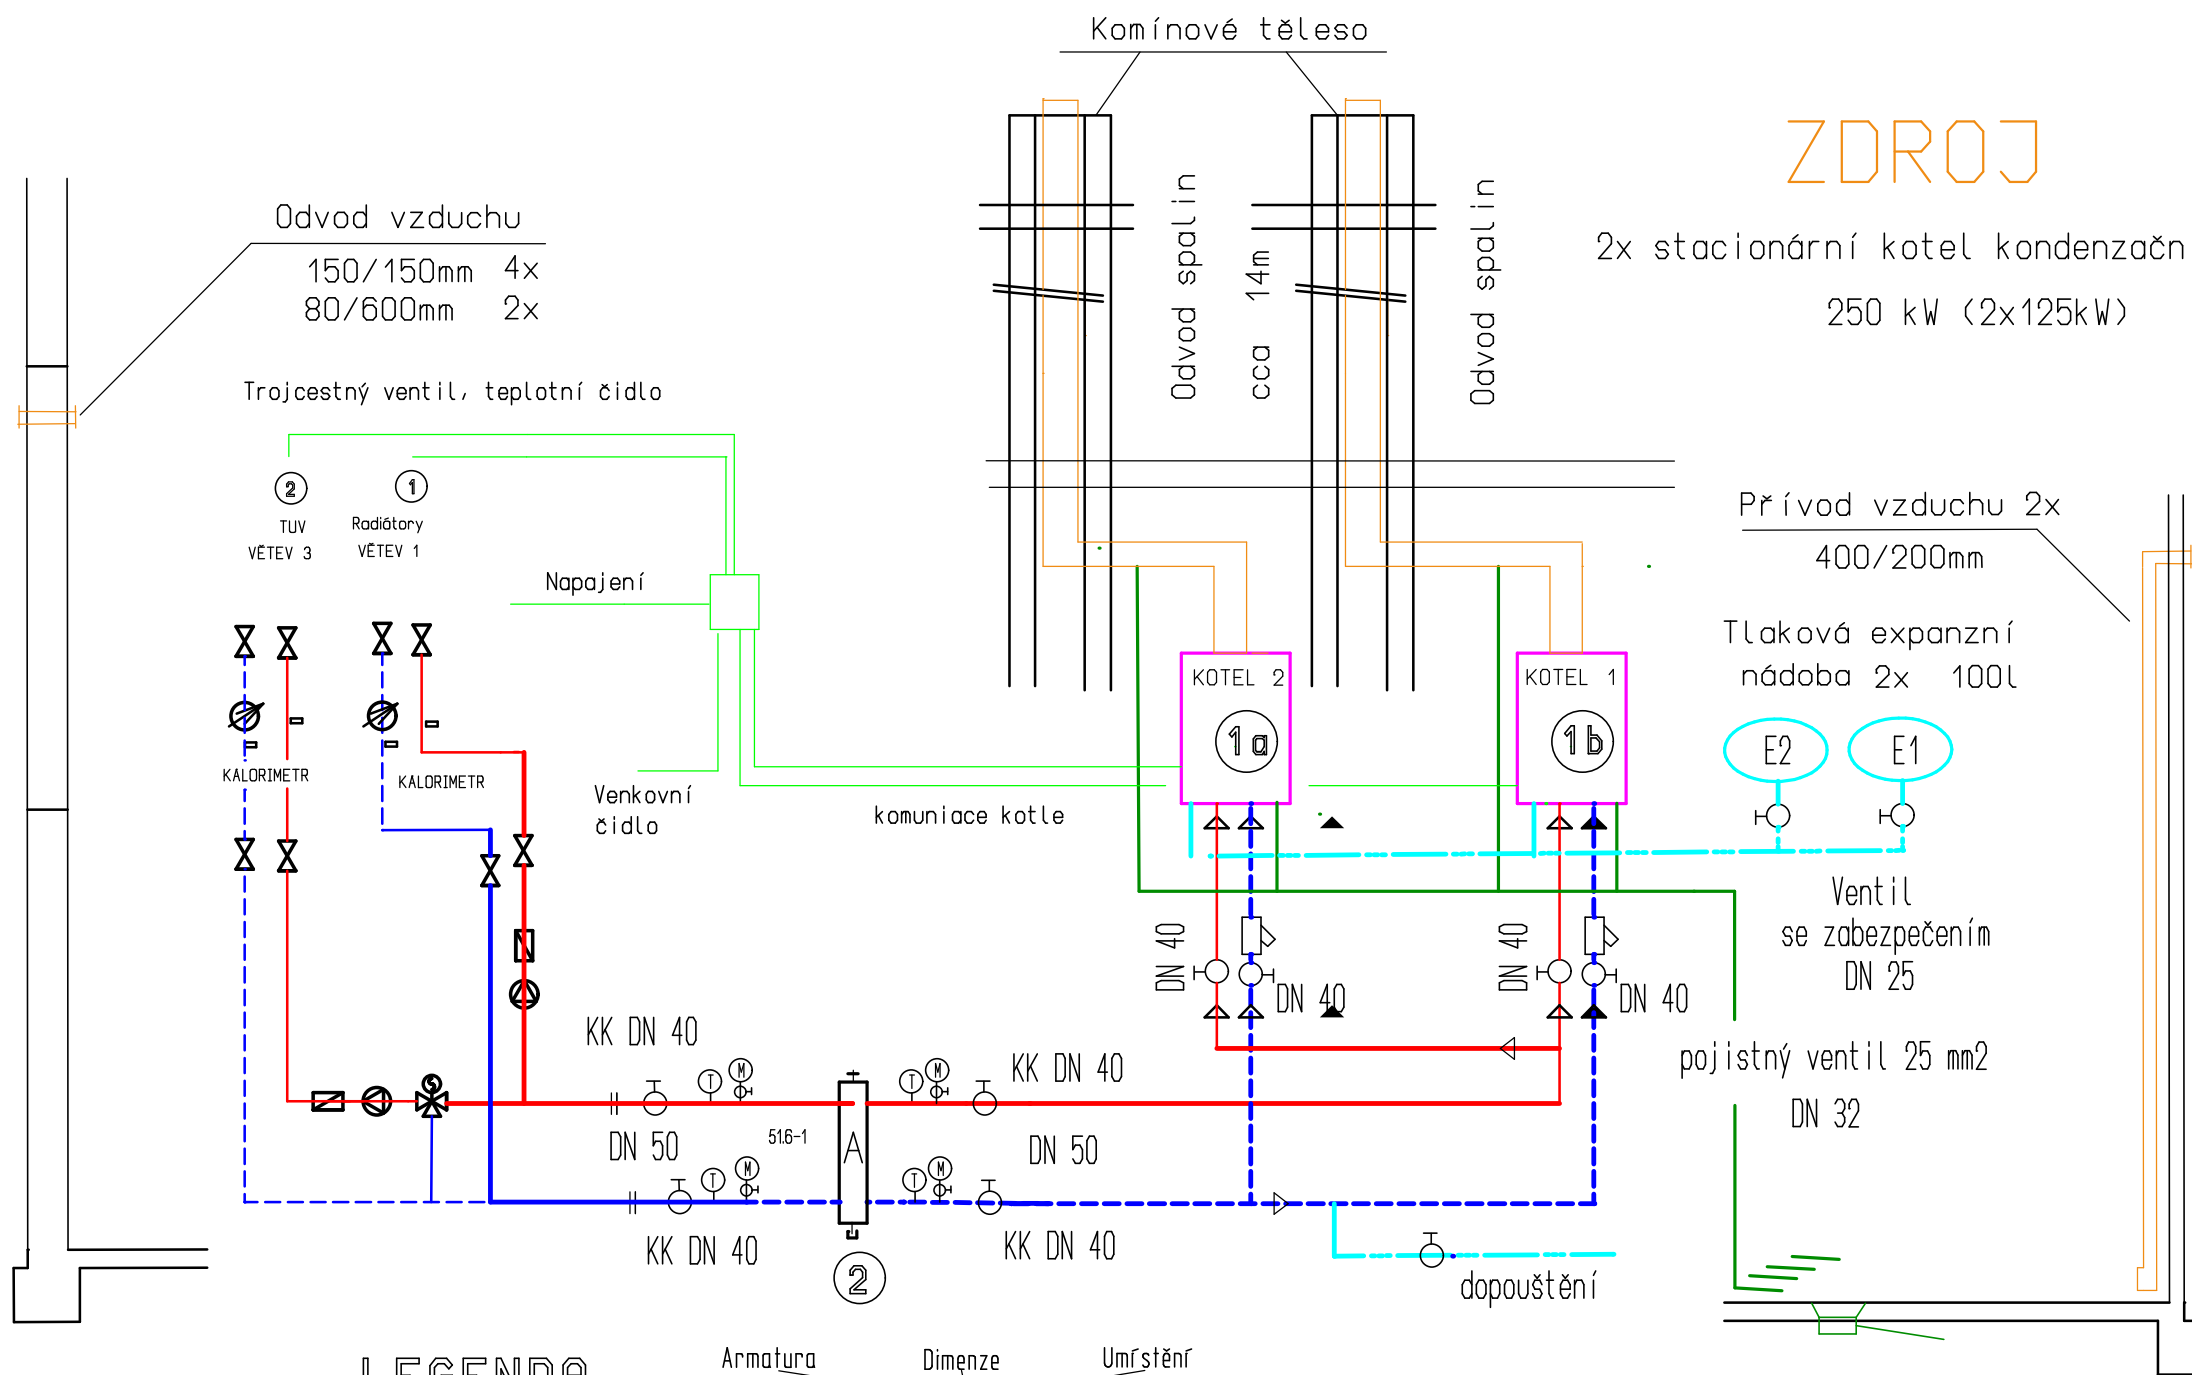 Komínové těleso
ZDROJ
2x stacionární kotel kondenzačn
250 kW (2x125kW)
Odvod vzduchu
150/150mm 4x
80/600mm 2x
Odvod spalin
cca 14m
Odvod spalin
Trojcestný ventil, teplotní čidlo
2
1
TUV
VĚTEV 3
Radiátory
VĚTEV 1
Napajení
Přívod vzduchu 2x
400/200mm
Tlaková expanzní
nádoba 2x 100l
KOTEL 2
1a
KOTEL 1
1b
E2
E1
KALORIMETR
KALORIMETR
Venkovní
čidlo
komuniace kotle
Ventil
se zabezpečením
DN 25
DN 40
DN 40
DN 40
DN 40
KK DN 40
KK DN 40
pojistný ventil 25 mm2
DN 32
T
M
T
M
DN 50
51.6-1
A
DN 50
T
M
T
M
KK DN 40
KK DN 40
2
dopouštění
LEGENDA
Armatura
Dimenze
Umístění